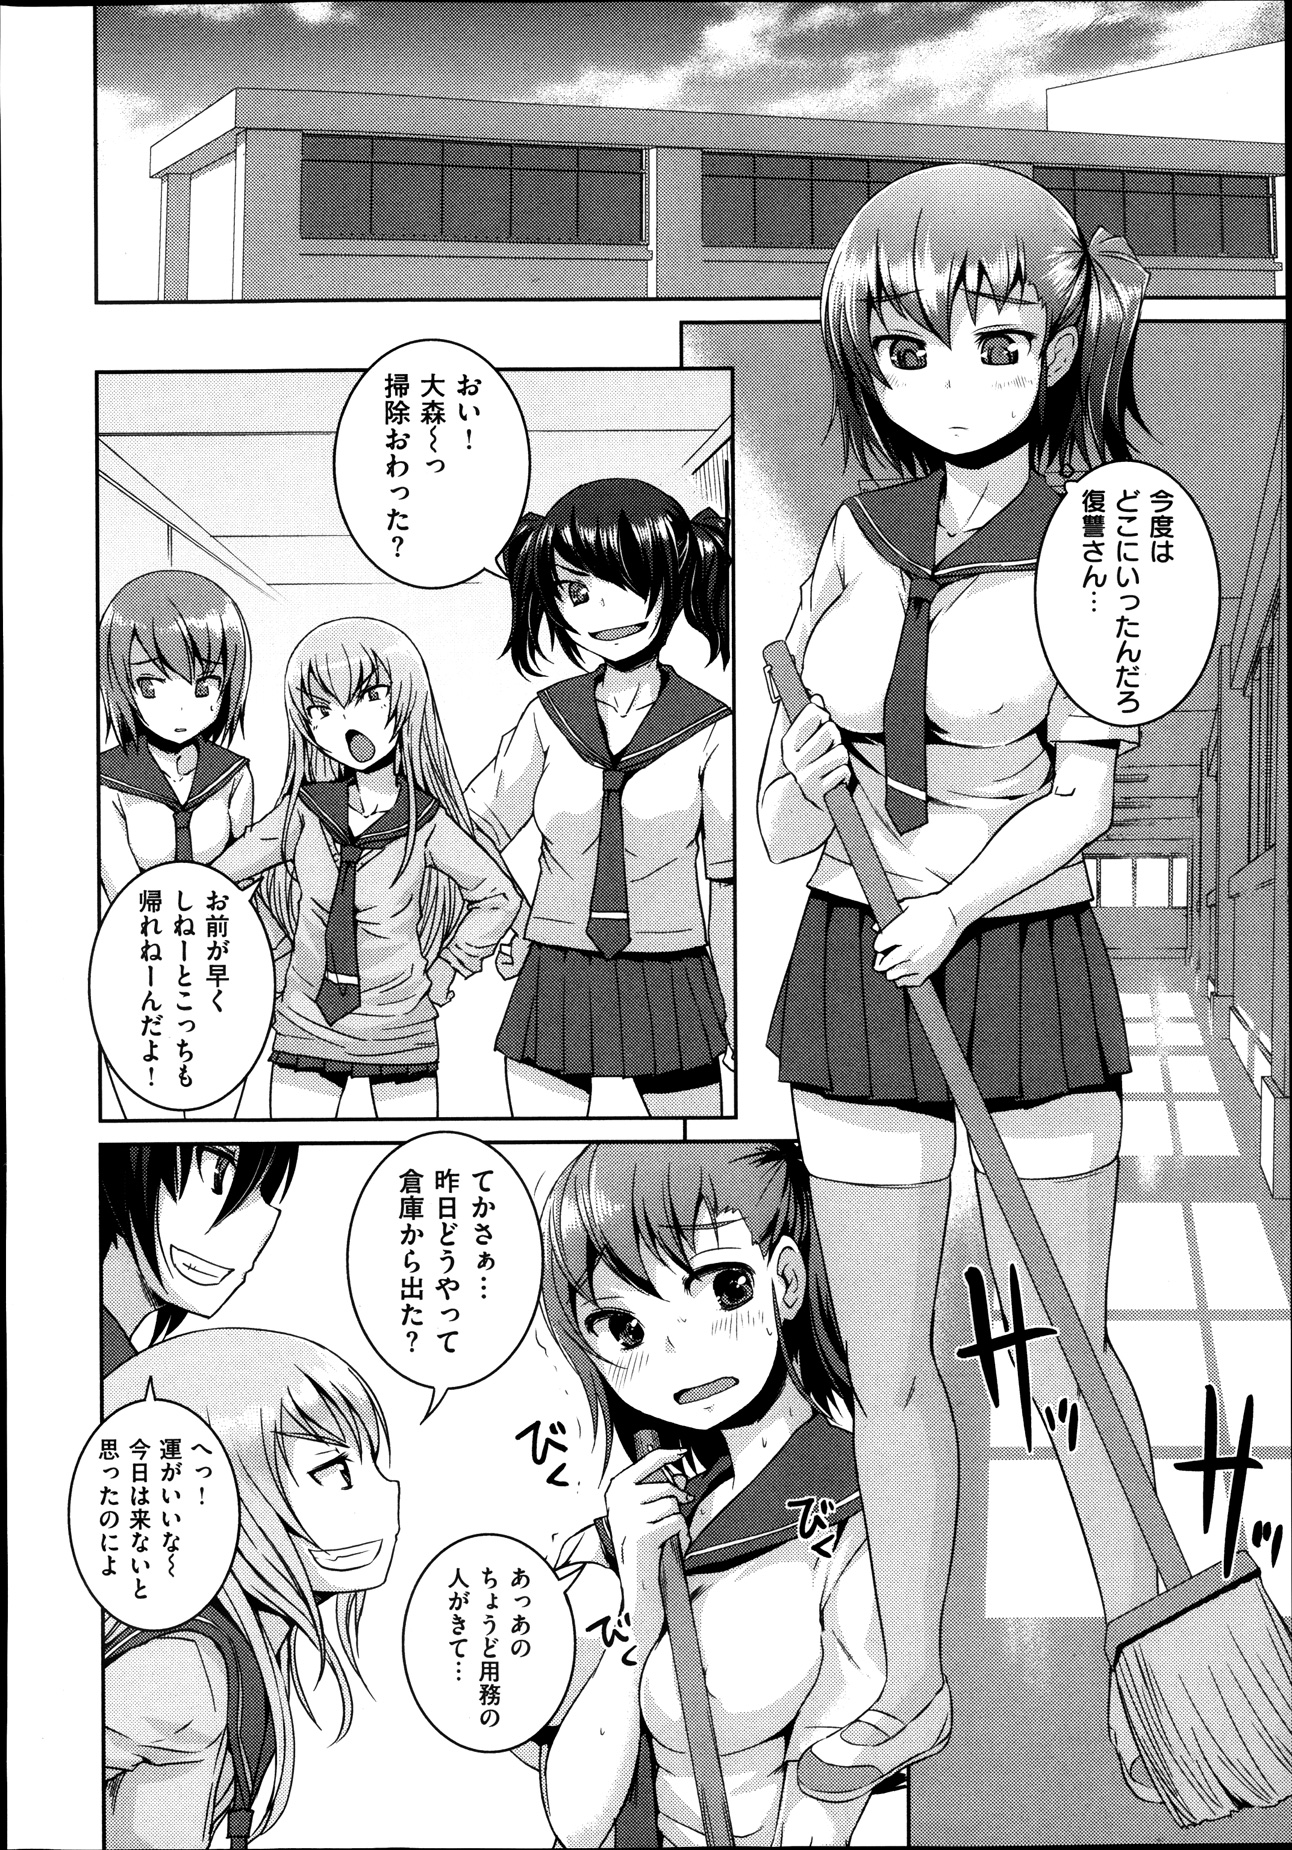 今度は
どこにいったんだろ
復讐さん…
おい！
大森〜っ
掃除おわった？
お前が早く
しねーとこっちも
帰れねーんだよ！
ザッ
ザッ
てかさぁ…
昨日どうやって
倉庫から出た？
びく
びく
びく
あっあの
ちょうど用務の
人がきて…
へっ！
運がいいな〜
今日は来ないと
思ったのによ